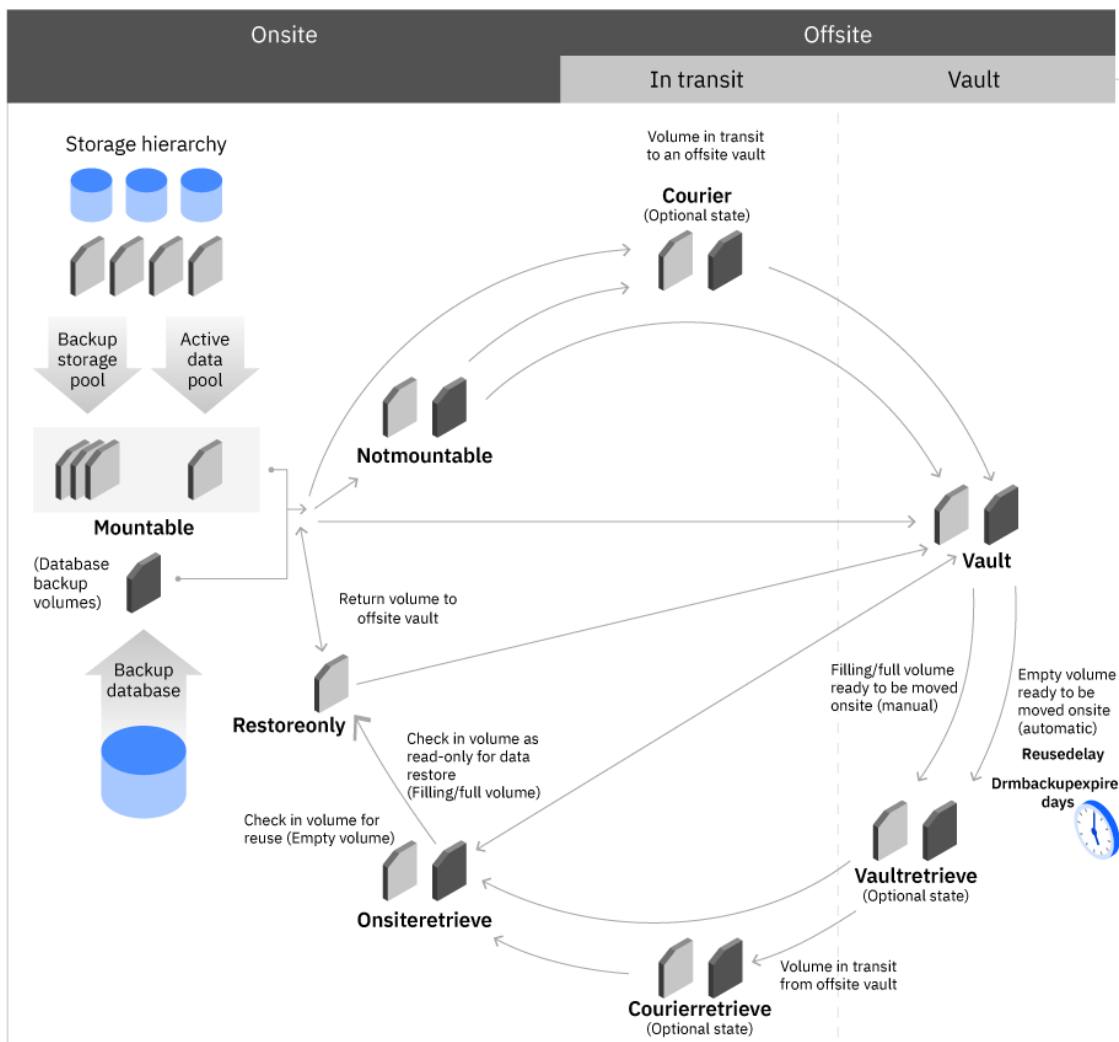 Onsite
Offsite
In transit
Vault
Storage hierarchy
Volume in transit
to an offsite vault
Courier
(Optional state)
Backup
storage
pool
Active
data
pool
Notmountable
Mountable
(Database
backup
volumes)
Vault
Return volume to
offsite vault
Backup
database
Restoreonly
Filling/full volume
ready to be moved
onsite (manual)
Empty volume
ready to be
moved onsite
(automatic)
Reusedelay
Drmbackupexpire
days
Check in volume as
read-only for data
restore
(Filling/full volume)
Check in volume for
reuse (Empty volume)
Onsiteretrieve
Vaultretrieve
(Optional state)
Volume in transit
from offsite vault
Courierretrieve
(Optional state)